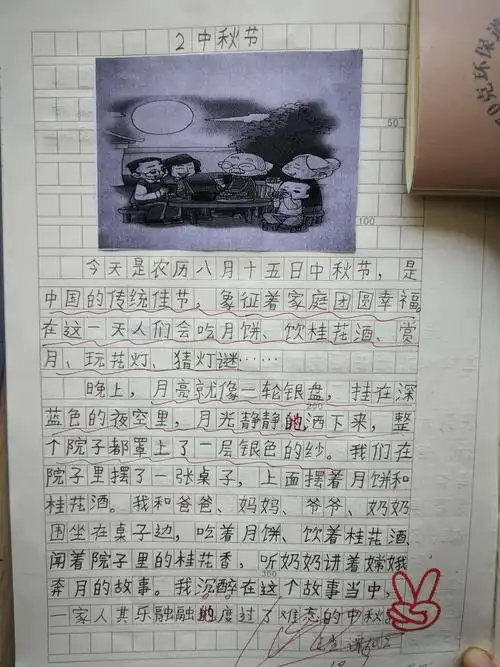 2 中秋节
50
100
今天是农历八月十五日中秋节，是
中国的传统佳节，象征着家庭团圆幸福。
在这一天人们会吃月饼、饮桂花酒、赏
月、玩花灯、猜灯谜……
晚上，月亮就像一轮银盘，挂在深
200
蓝色的夜空里，月光静静的洒下来，整
个院子都罩上了一层银色的纱。我们在
院子里摆了一张桌子，上面摆着月饼和
桂花酒。我和爸爸、妈妈、爷爷、奶奶
围坐在桌子边，吃着月饼、饮着桂花酒、
闻着院子里的桂花香，听奶奶讲着嫦娥
300
奔月的故事。我沉醉在这个故事当中，
一家人其乐融融的度过了难忘的中秋。
环保